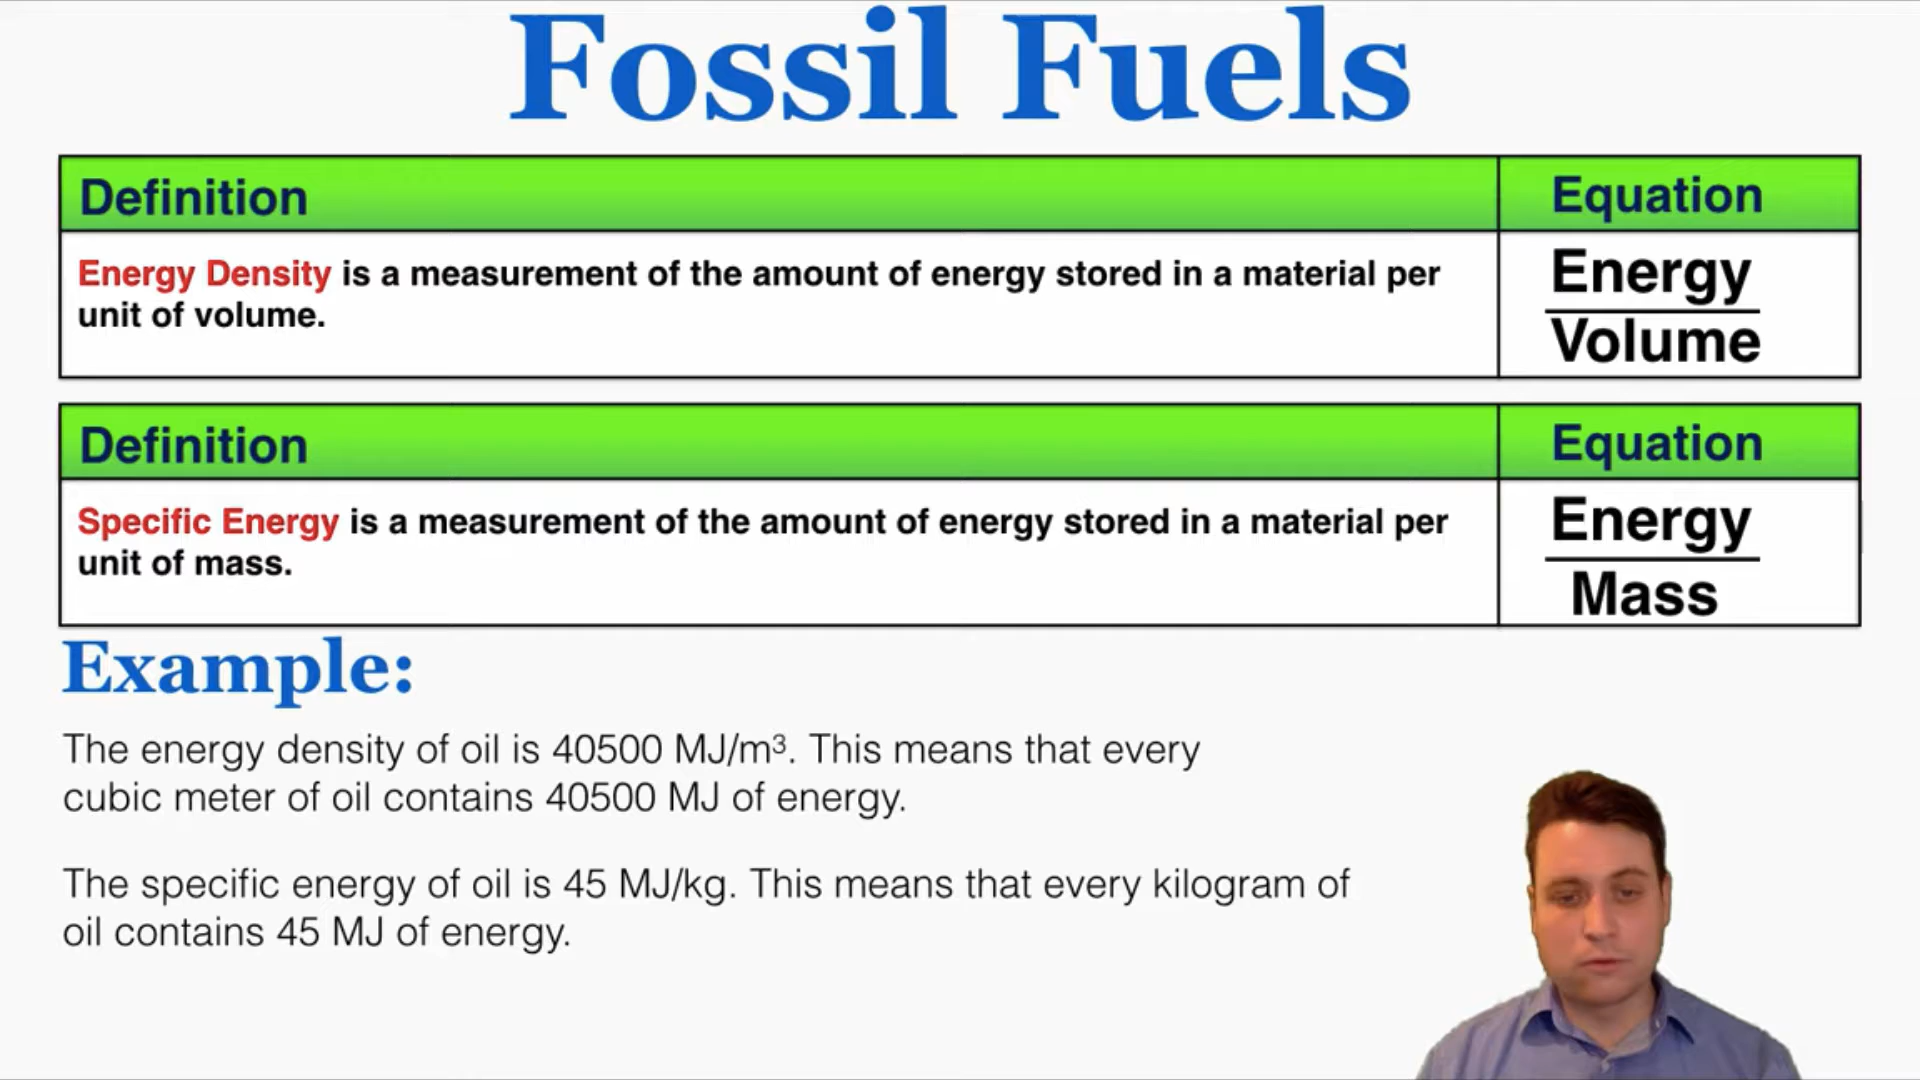 Fossil Fuels
Definition
Equation
Energy Density is a measurement of the amount of energy stored in a material per
unit of volume.
Energy
Volume
Definition
Equation
Specific Energy is a measurement of the amount of energy stored in a material per
unit of mass.
Energy
Mass
Example:
The energy density of oil is 40500 MJ/m³. This means that every
cubic meter of oil contains 40500 MJ of energy.
The specific energy of oil is 45 MJ/kg. This means that every kilogram of
oil contains 45 MJ of energy.